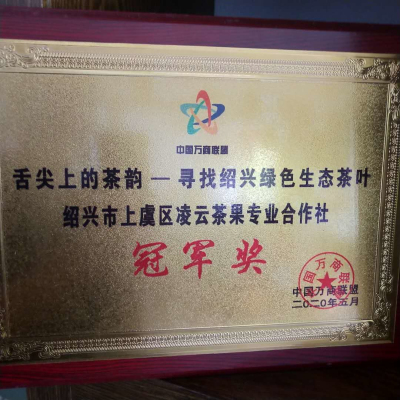 中国万商联盟
舌尖上的茶韵 — 寻找绍兴绿色生态茶叶
绍兴市上虞区凌云茶果专业合作社
冠军奖
中国万商联盟
二〇二〇年五月